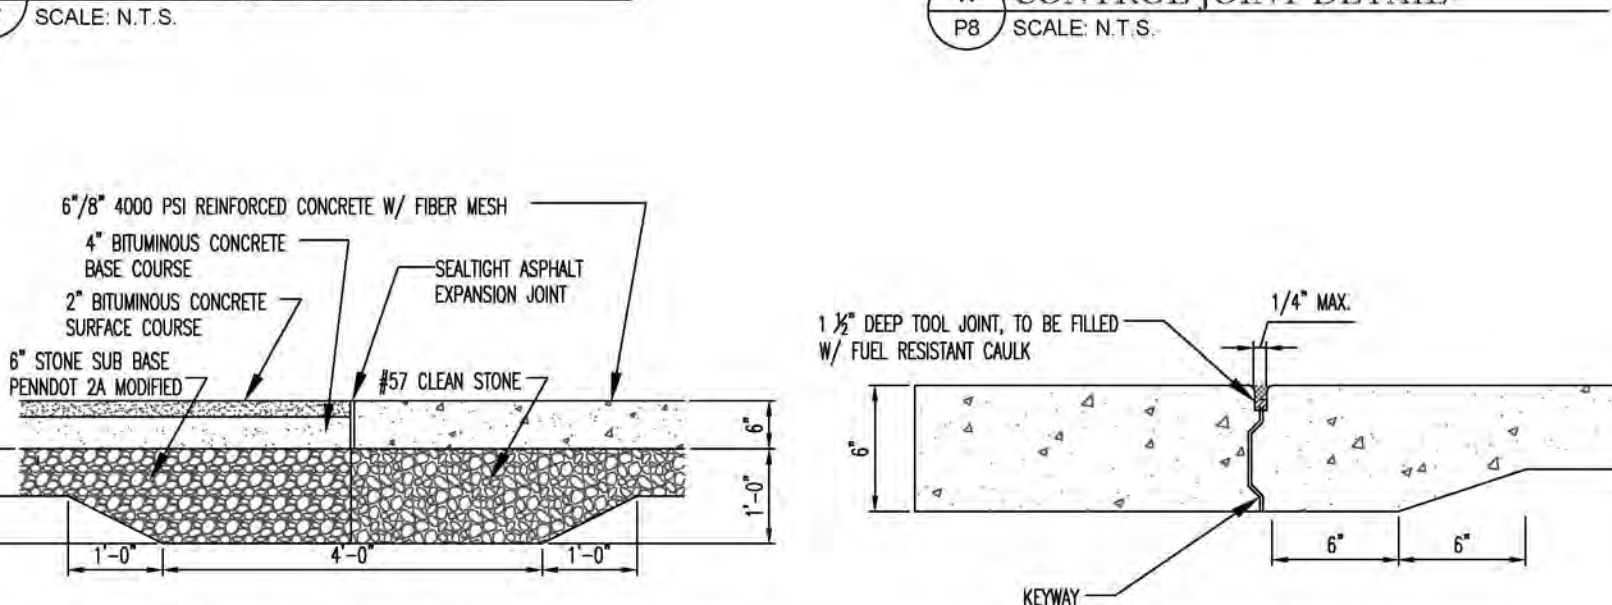 SCALE: N.T.S.
P8
SCALE: N.T.S.
6"/8" 4000 PSI REINFORCED CONCRETE W/ FIBER MESH
4" BITUMINOUS CONCRETE
BASE COURSE
2" BITUMINOUS CONCRETE
SURFACE COURSE
6" STONE SUB BASE
PENNDOT 2A MODIFIED
SEALTIGHT ASPHALT
EXPANSION JOINT
#57 CLEAN STONE
6"
1'-0"
1'-0"
4-0"
1'-0"
1 ½" DEEP TOOL JOINT, TO BE FILLED
W/ FUEL RESISTANT CAULK
1/4" MAX.
6"
6"
6"
KEYWAY